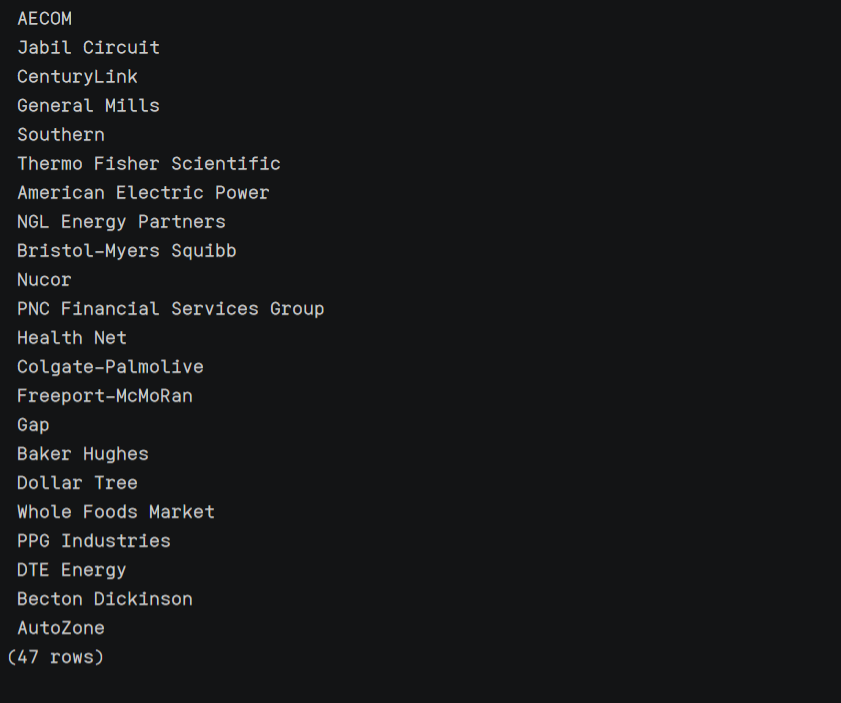 AECOM
Jabil Circuit
CenturyLink
General Mills
Southern
Thermo Fisher Scientific
American Electric Power
NGL Energy Partners
Bristol-Myers Squibb
Nucor
PNC Financial Services Group
Health Net
Colgate-Palmolive
Freeport-McMoRan
Gap
Baker Hughes
Dollar Tree
Whole Foods Market
PPG Industries
DTE Energy
Becton Dickinson
AutoZone
(47 rows)